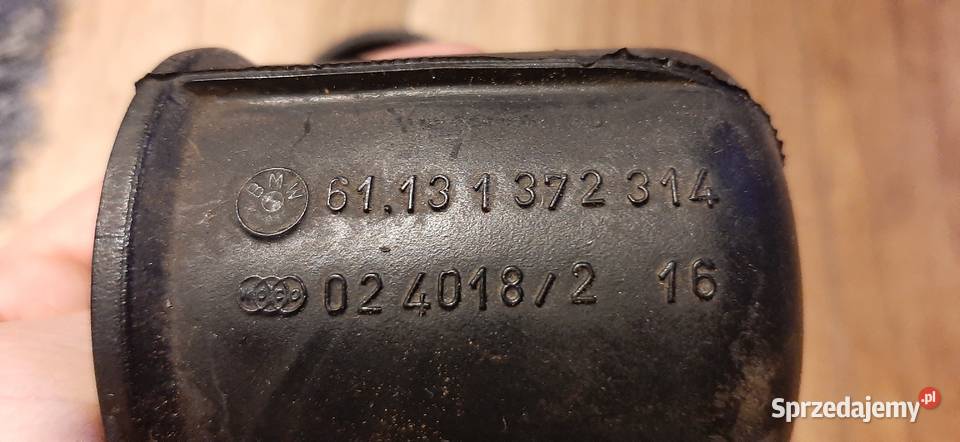 BMW 61.13 1 372 314
02 4018/2 16
Sprzedajemy.pl